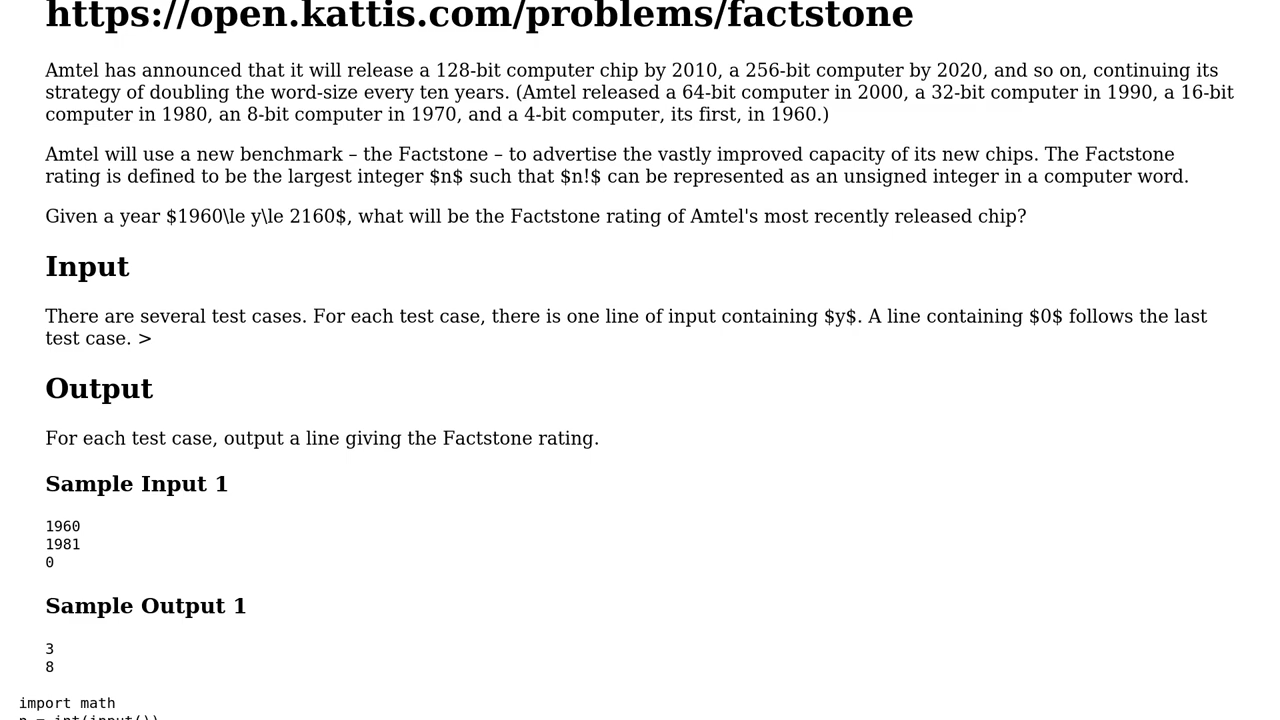 https://open.kattis.com/problems/factstone
Amtel has announced that it will release a 128-bit computer chip by 2010, a 256-bit computer by 2020, and so on, continuing its
strategy of doubling the word-size every ten years. (Amtel released a 64-bit computer in 2000, a 32-bit computer in 1990, a 16-bit
computer in 1980, an 8-bit computer in 1970, and a 4-bit computer, its first, in 1960.)
Amtel will use a new benchmark – the Factstone – to advertise the vastly improved capacity of its new chips. The Factstone
rating is defined to be the largest integer $n$ such that $n!$ can be represented as an unsigned integer in a computer word.
Given a year $1960\le y\le 2160$, what will be the Factstone rating of Amtel's most recently released chip?
Input
There are several test cases. For each test case, there is one line of input containing $y$. A line containing $0$ follows the last
test case. >
Output
For each test case, output a line giving the Factstone rating.
Sample Input 1
1960
1981
0
Sample Output 1
3
8
import math
n = int(input())